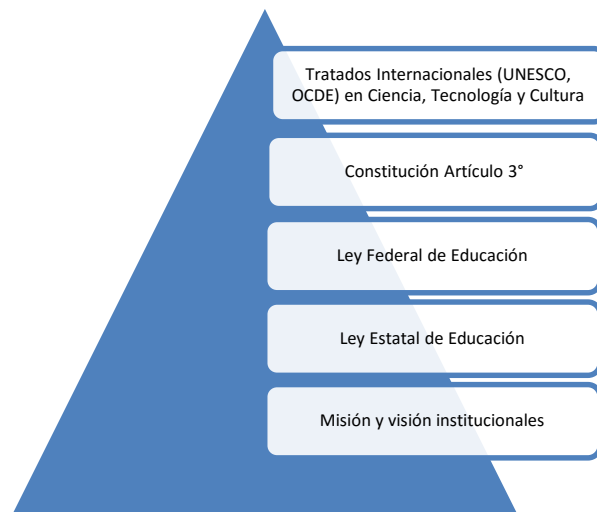 Tratados Internacionales (UNESCO,
OCDE) en Ciencia, Tecnología y Cultura
Constitución Artículo 3°
Ley Federal de Educación
Ley Estatal de Educación
Misión y visión institucionales